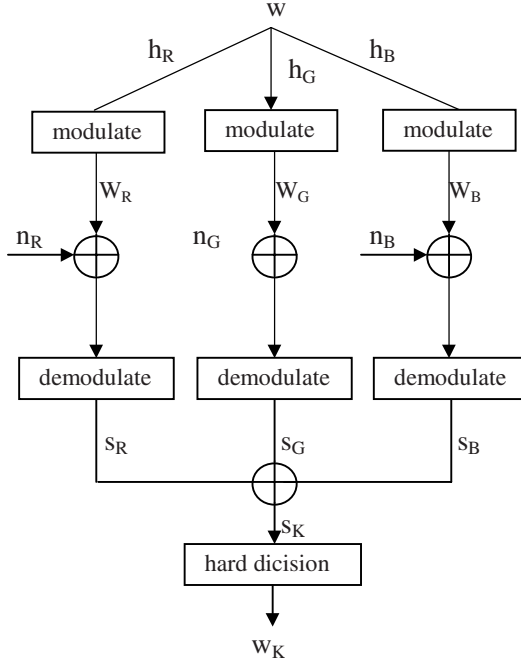 w
h_R h_G h_B
modulate modulate modulate
W_R W_G W_B
n_R n_G n_B
demodulate demodulate demodulate
s_R s_G s_B
s_K
hard dicision
w_K